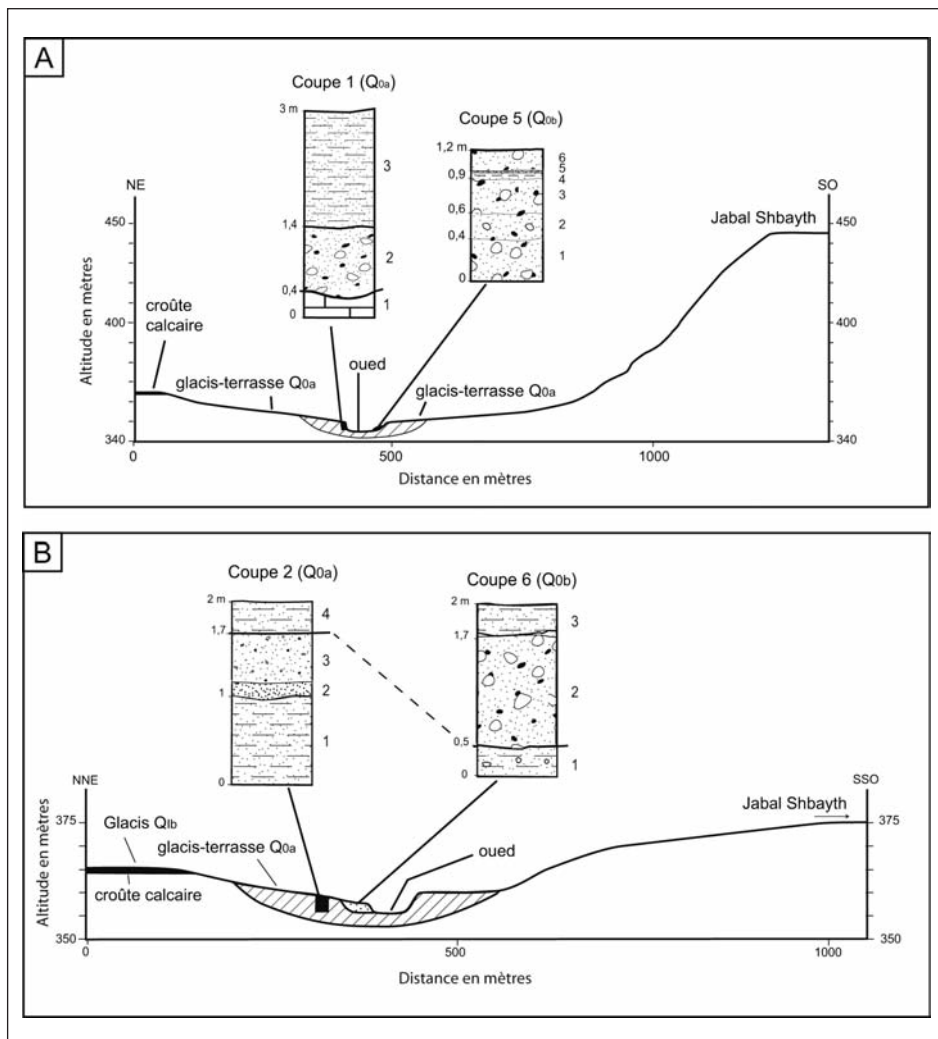 A
Coupe 1 (Q0a)
3 m
3
1,4
2
0,4
1
0
Coupe 5 (Q0b)
1,2 m
6
5
0,9
4
3
0,6
2
0,4
1
0
NE
SO
Jabal Shbayth
450
450
400
400
340
340
Altitude en mètres
croûte
calcaire
glacis-terrasse Q0a
oued
glacis-terrasse Q0a
0
500
1000
Distance en mètres
B
Coupe 2 (Q0a)
2 m
4
1,7
3
2
1
1
0
Coupe 6 (Q0b)
2 m
3
1,7
2
0,5
1
0
NNE
SSO
Jabal Shbayth
375
375
350
350
Altitude en mètres
Glacis QIb
glacis-terrasse Q0a
croûte calcaire
oued
0
500
1000
Distance en mètres